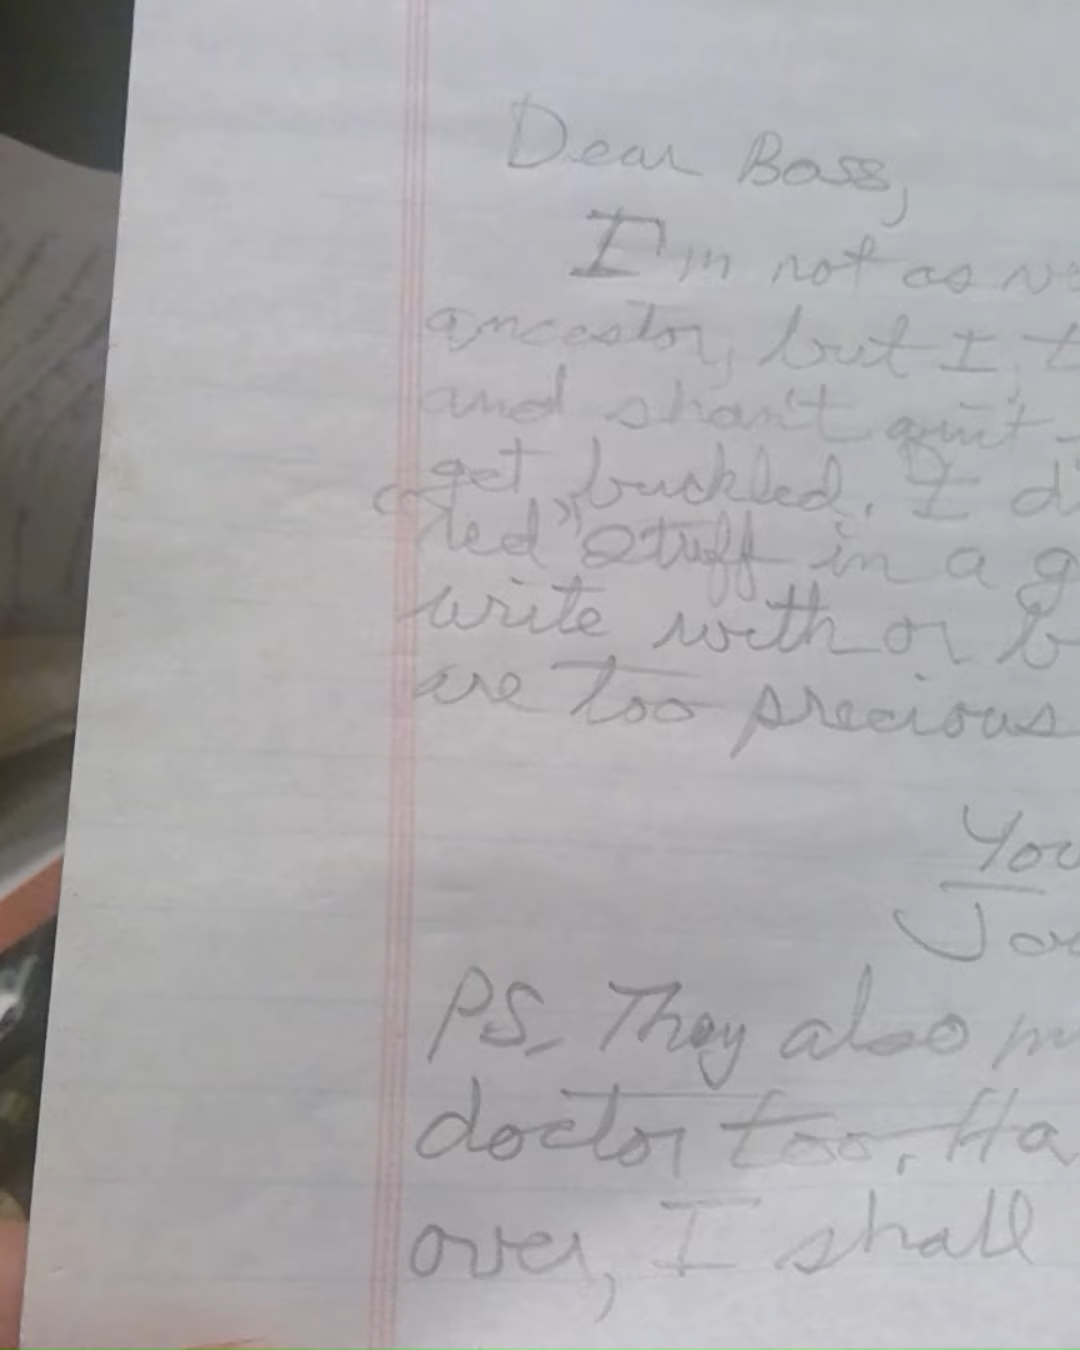 Dear Boss,
I'm not as
ancestor, but I
and shan't quit
get buckled. I d
("red" stuff in a g
write with or b
are too precious
You
PS. They also m
doctor too. Ha
over, I shall